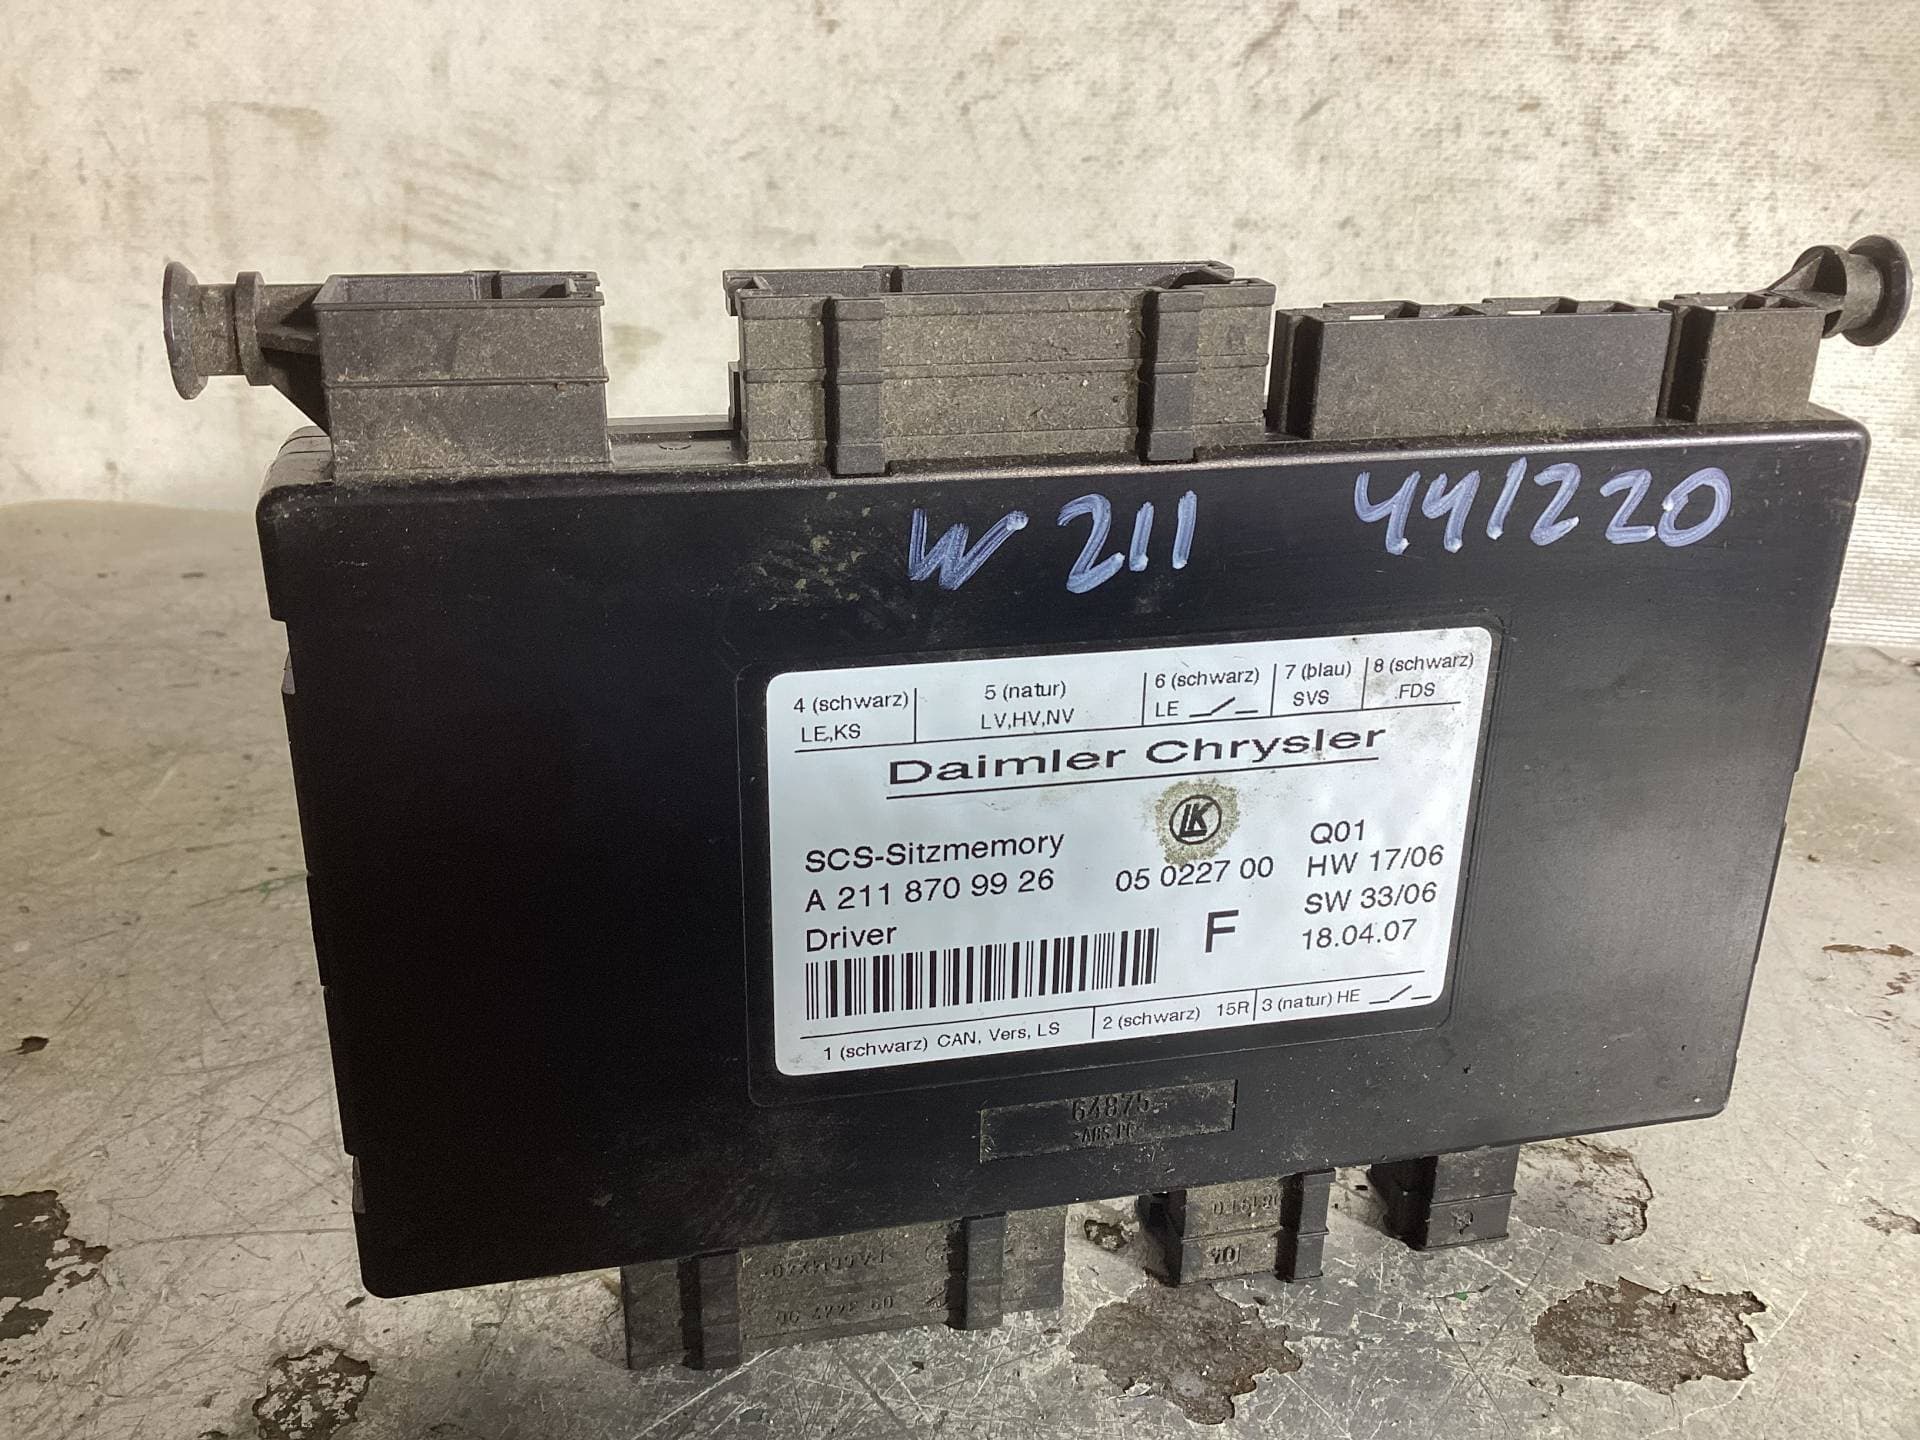 W 211 441220
4 (schwarz) 5 (natur) 6 (schwarz) 7 (blau) 8 (schwarz)
LE,KS LV,HV,NV LE SVS FDS
Daimler Chrysler
LK
SCS-Sitzmemory Q01
A 211 870 99 26 05 0227 00 HW 17/06
Driver F SW 33/06
18.04.07
1 (schwarz) CAN, Vers, LS 2 (schwarz) 15R 3 (natur) HE
64875
104